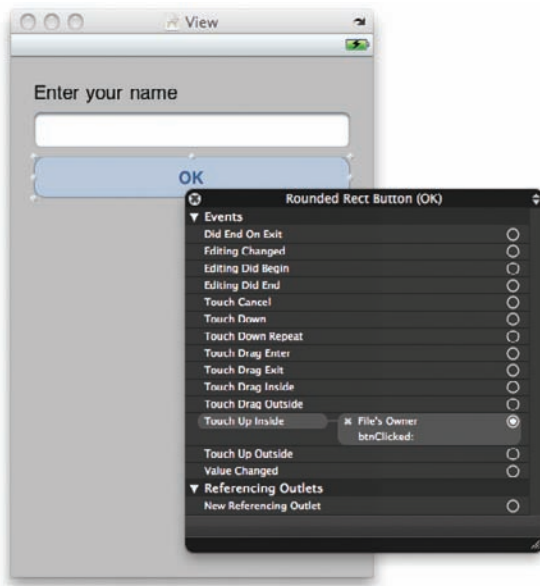 View
Enter your name
OK
Rounded Rect Button (OK)
Events
Did End On Exit
Editing Changed
Editing Did Begin
Editing Did End
Touch Cancel
Touch Down
Touch Down Repeat
Touch Drag Enter
Touch Drag Exit
Touch Drag Inside
Touch Drag Outside
Touch Up Inside File's Owner
btnClicked:
Touch Up Outside
Value Changed
Referencing Outlets
New Referencing Outlet